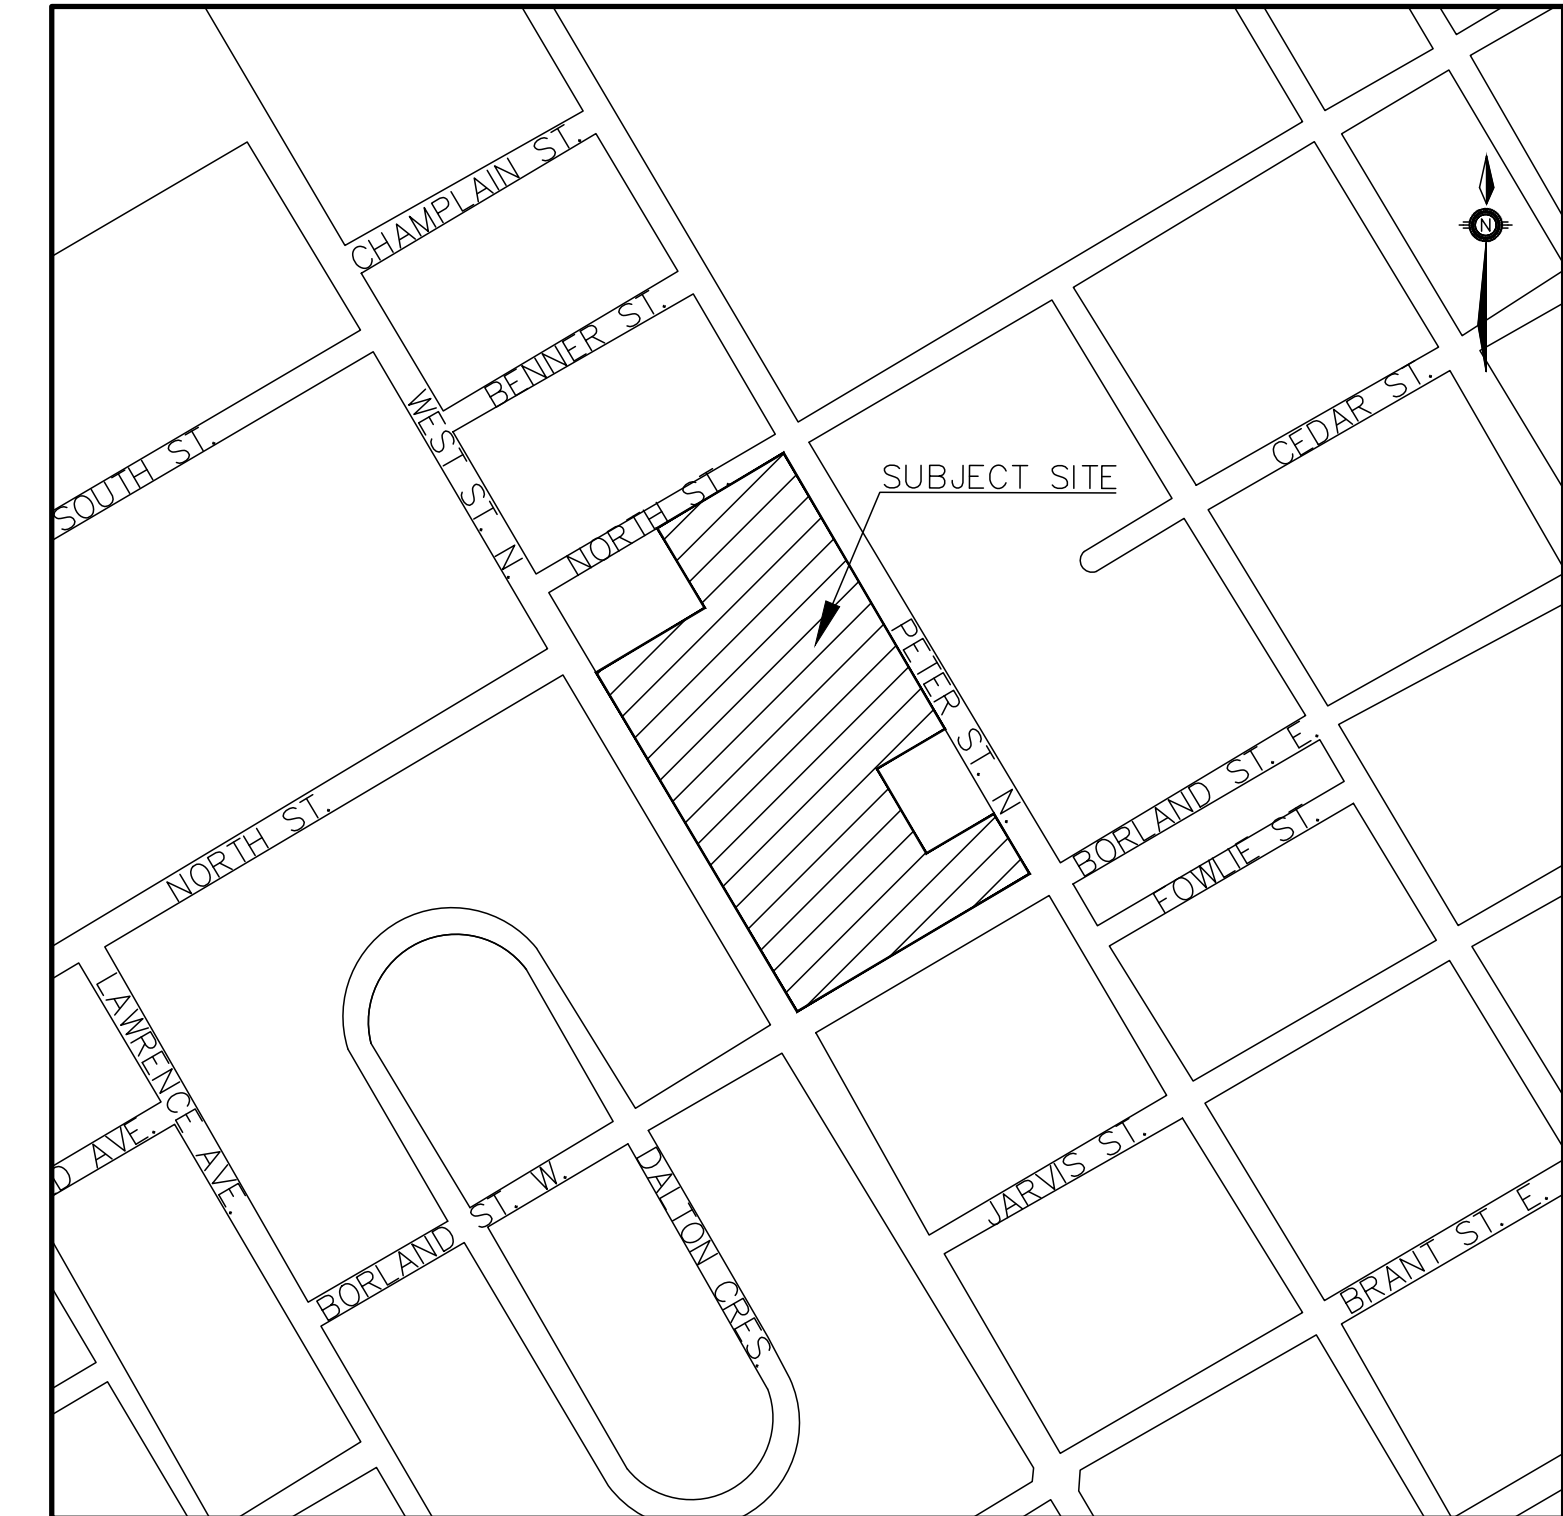 CHAMPLAIN ST.
N
BENNER ST.
SOUTH ST.
WEST ST. N.
CEDAR ST.
SUBJECT SITE
NORTH ST.
PETER ST. N.
BORLAND ST. E.
FOWLIE ST.
NORTH ST.
LAWRENCE AVE.
D AVE.
BORLAND ST. W.
DALTON CRES.
JARVIS ST.
BRANT ST. E.